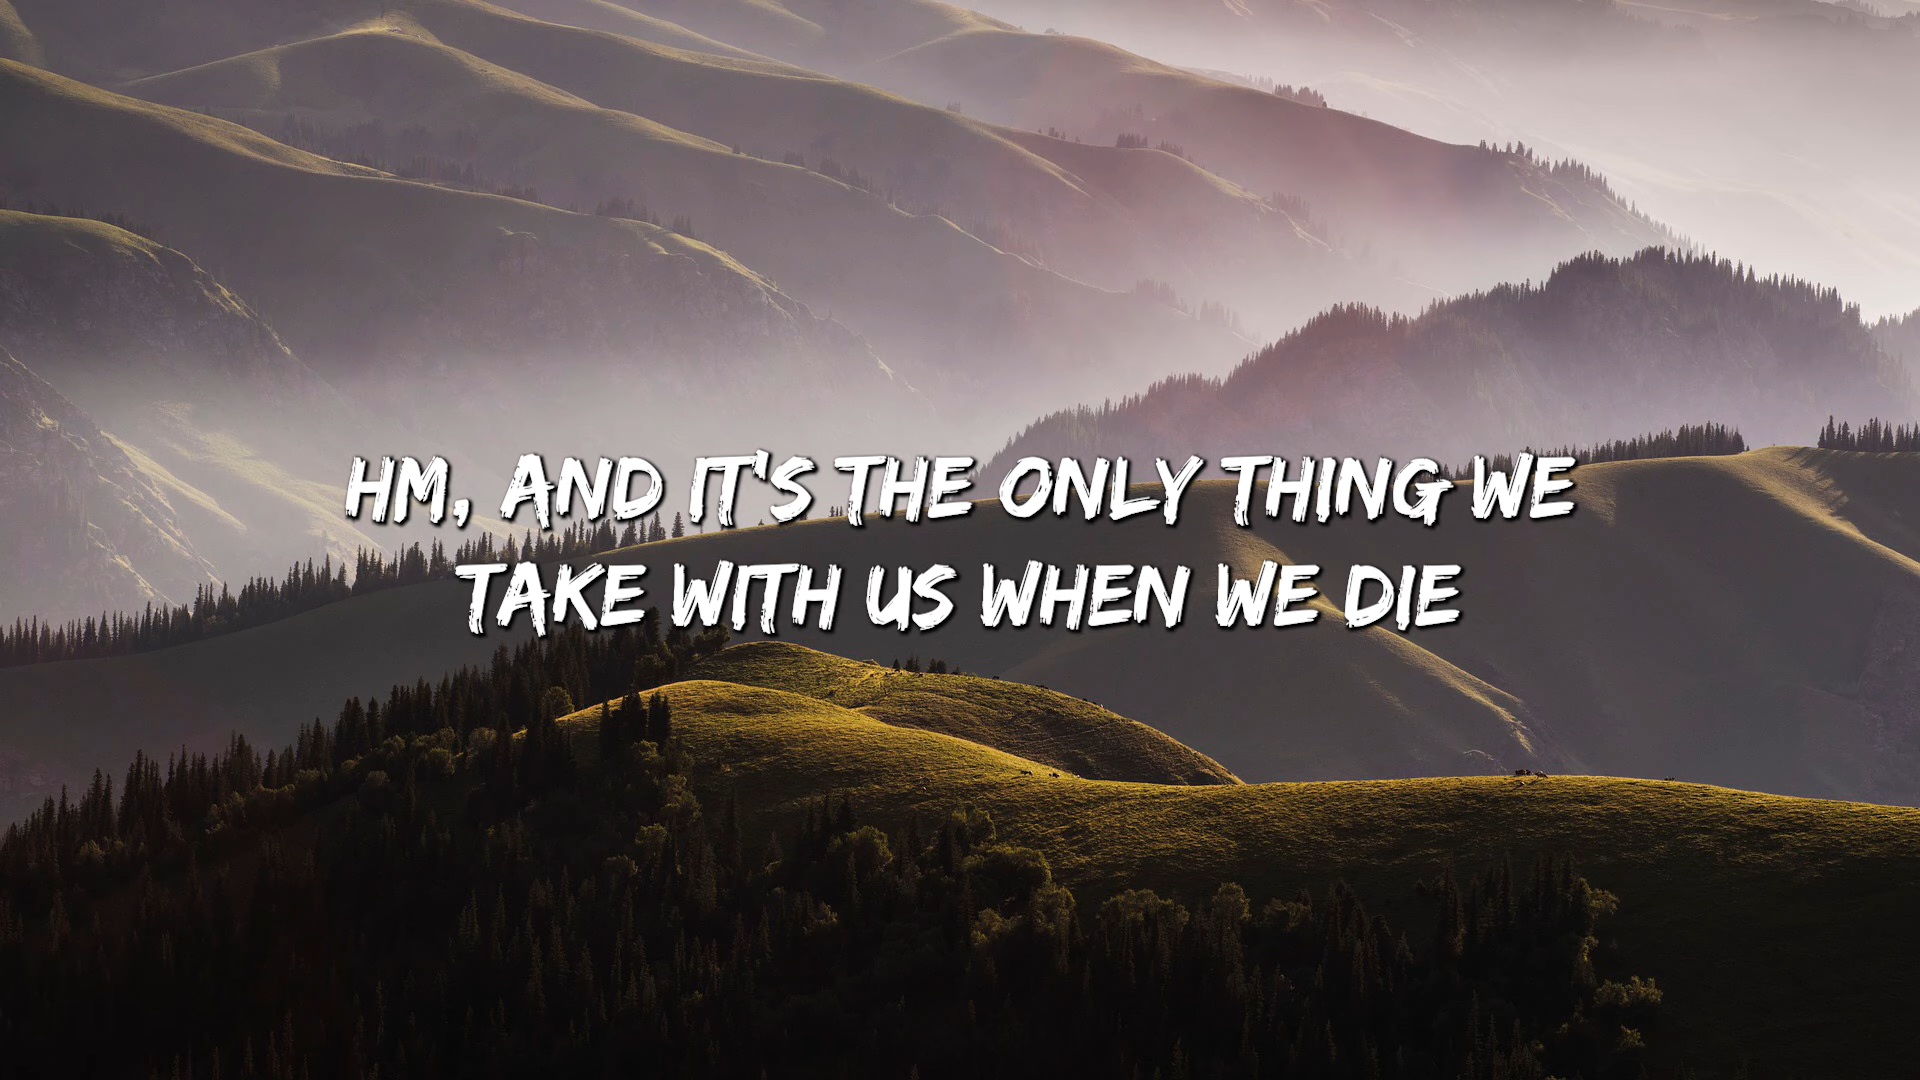 HM, AND IT'S THE ONLY THING WE
TAKE WITH US WHEN WE DIE